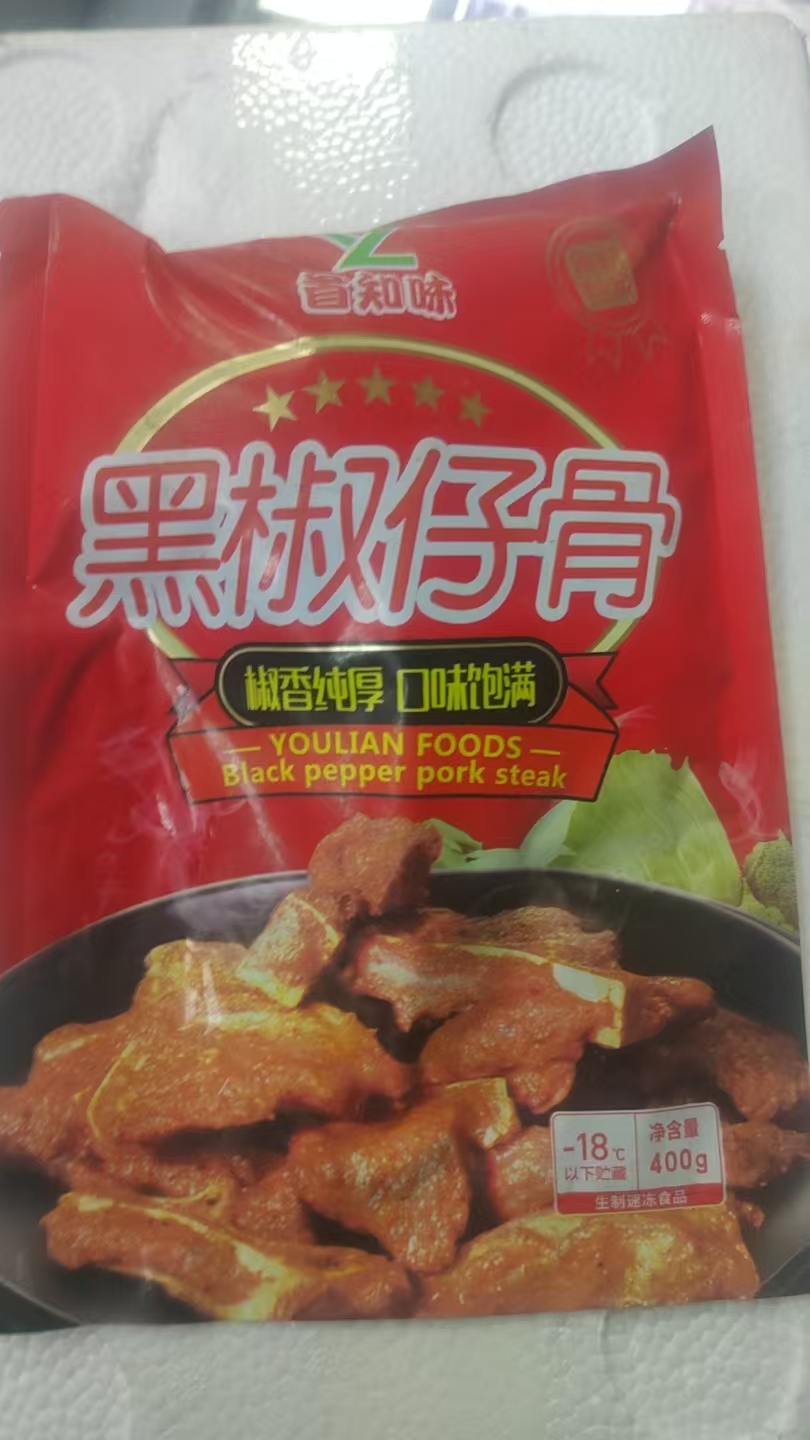 首知味
黑椒仔骨
椒香纯厚 口味饱满
— YOULIAN FOODS —
Black pepper pork steak
-18℃
以下贮藏
净含量
400g
生制速冻食品